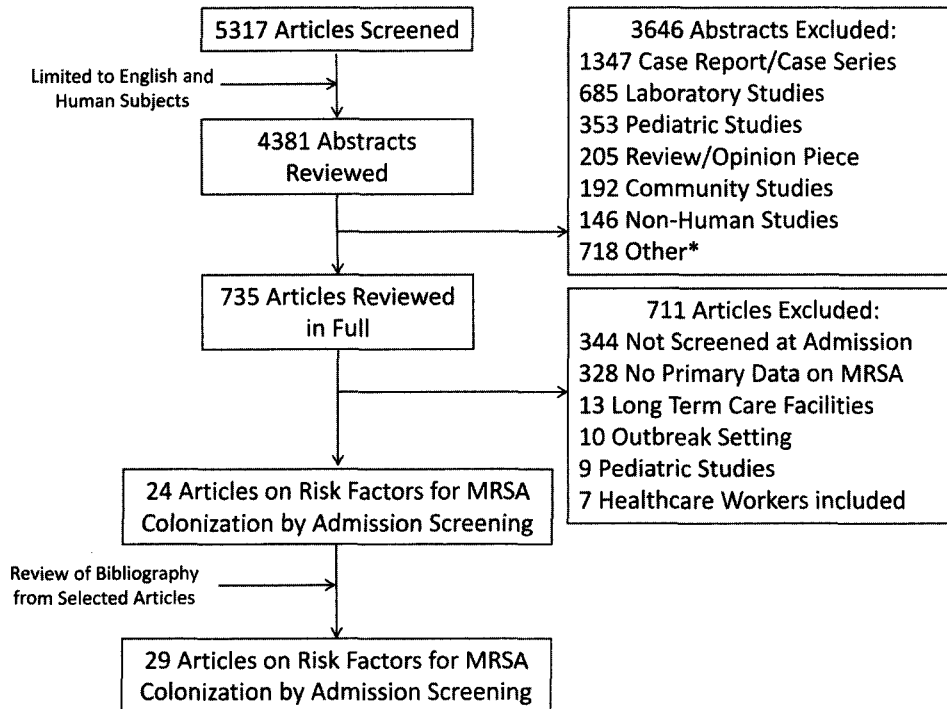 5317 Articles Screened
Limited to English and
Human Subjects
4381 Abstracts
Reviewed
3646 Abstracts Excluded:
1347 Case Report/Case Series
685 Laboratory Studies
353 Pediatric Studies
205 Review/Opinion Piece
192 Community Studies
146 Non-Human Studies
718 Other*
735 Articles Reviewed
in Full
711 Articles Excluded:
344 Not Screened at Admission
328 No Primary Data on MRSA
13 Long Term Care Facilities
10 Outbreak Setting
9 Pediatric Studies
7 Healthcare Workers included
24 Articles on Risk Factors for MRSA
Colonization by Admission Screening
Review of Bibliography
from Selected Articles
29 Articles on Risk Factors for MRSA
Colonization by Admission Screening